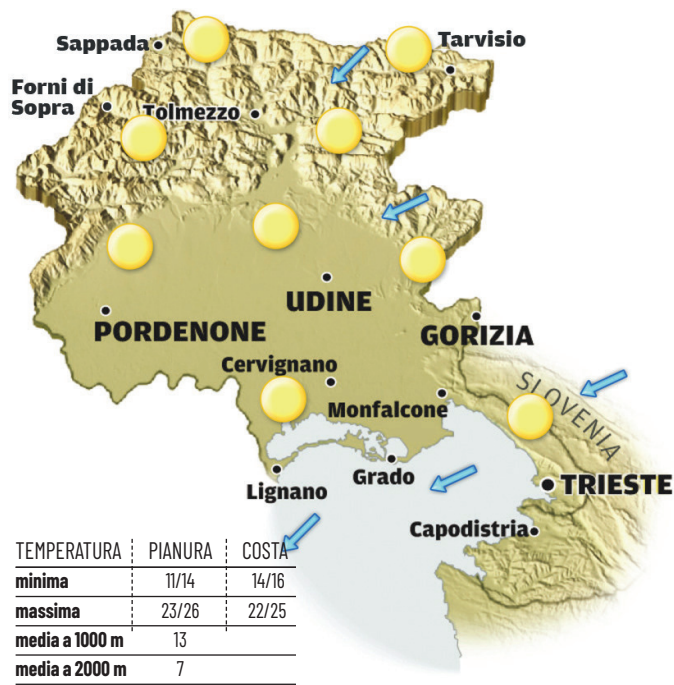 Sappada
Tarvisio
Forni di
Sopra
Tolmezzo
UDINE
PORDENONE
GORIZIA
Cervignano
SLOVENIA
Monfalcone
Grado
TRIESTE
Lignano
Capodistria
TEMPERATURA PIANURA COSTA
minima 11/14 14/16
massima 23/26 22/25
media a 1000 m 13
media a 2000 m 7